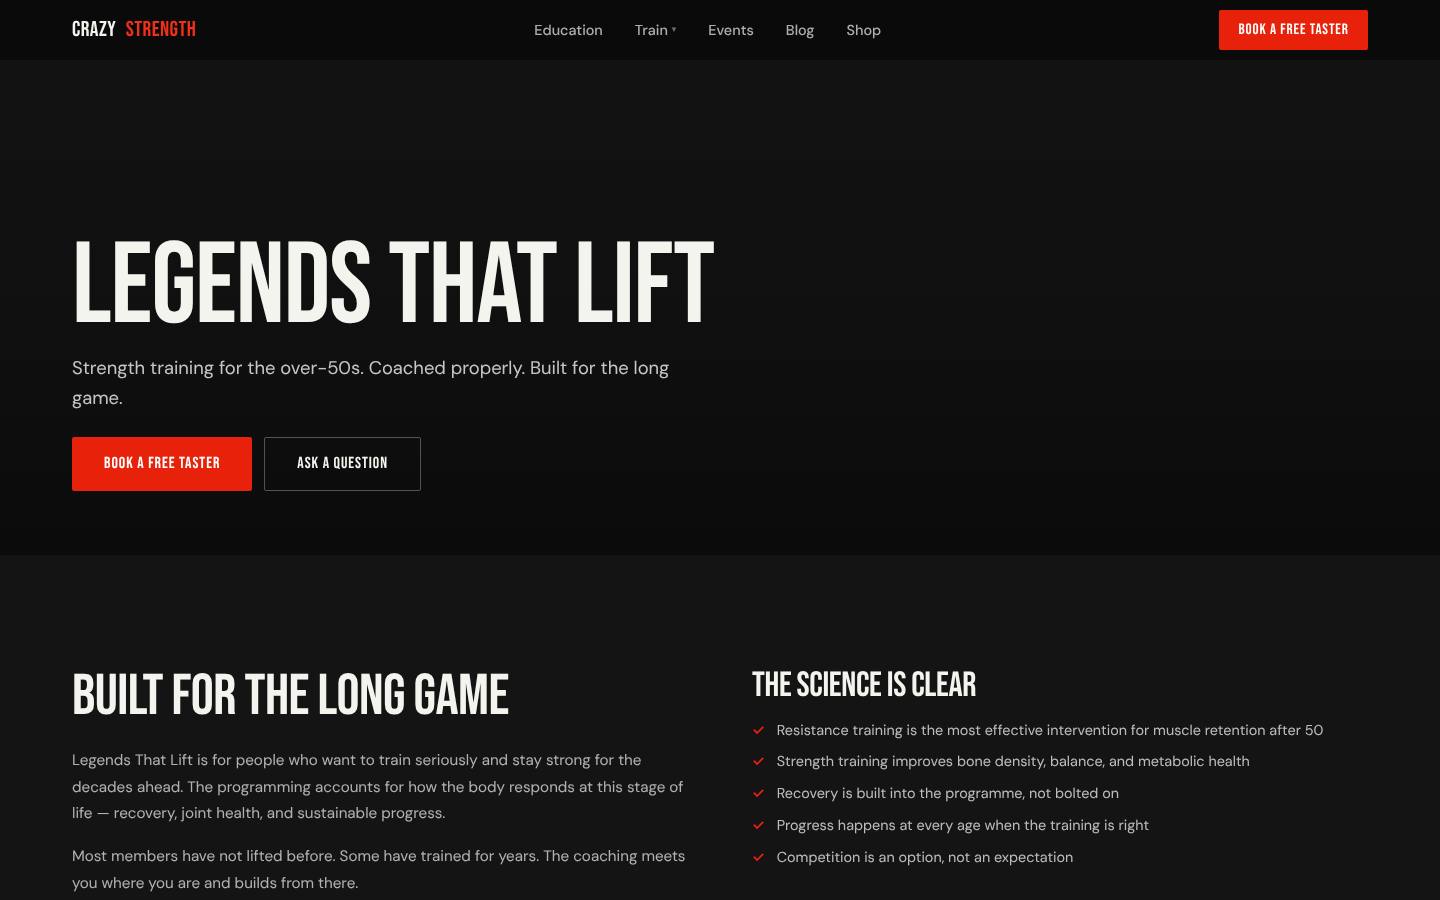 CRAZY STRENGTH
Education
Train
Events
Blog
Shop
BOOK A FREE TASTER
LEGENDS THAT LIFT
Strength training for the over-50s. Coached properly. Built for the long
game.
BOOK A FREE TASTER
ASK A QUESTION
BUILT FOR THE LONG GAME
Legends That Lift is for people who want to train seriously and stay strong for the
decades ahead. The programming accounts for how the body responds at this stage of
life — recovery, joint health, and sustainable progress.
Most members have not lifted before. Some have trained for years. The coaching meets
you where you are and builds from there.
THE SCIENCE IS CLEAR
Resistance training is the most effective intervention for muscle retention after 50
Strength training improves bone density, balance, and metabolic health
Recovery is built into the programme, not bolted on
Progress happens at every age when the training is right
Competition is an option, not an expectation